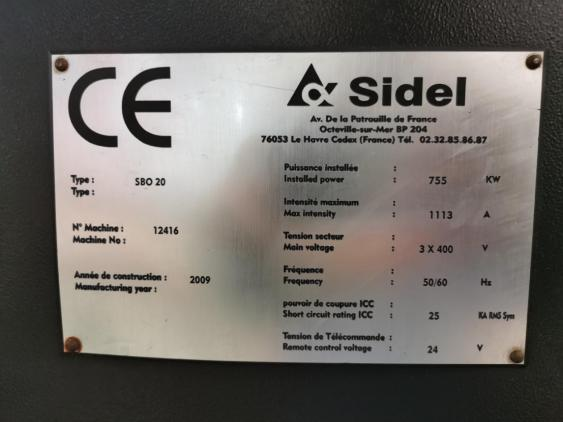 CE
Sidel
Av. De la Patrouille de France
Octeville-sur-Mer BP 204
76053 Le Havre Cedex (France) Tél. 02.32.85.86.87
Type : SBO 20
Type :
N° Machine : 12416
Machine No :
Année de construction : 2009
Manufacturing year :
Puissance installée :
Installed power : 755 KW
Intensité maximum :
Max intensity : 1113 A
Tension secteur :
Main voltage : 3 X 400 V
Fréquence :
Frequency : 50/60 Hz
pouvoir de coupure ICC :
Short circuit rating ICC : 25 KA RMS Sym
Tension de Télécommande :
Remote control voltage : 24 V